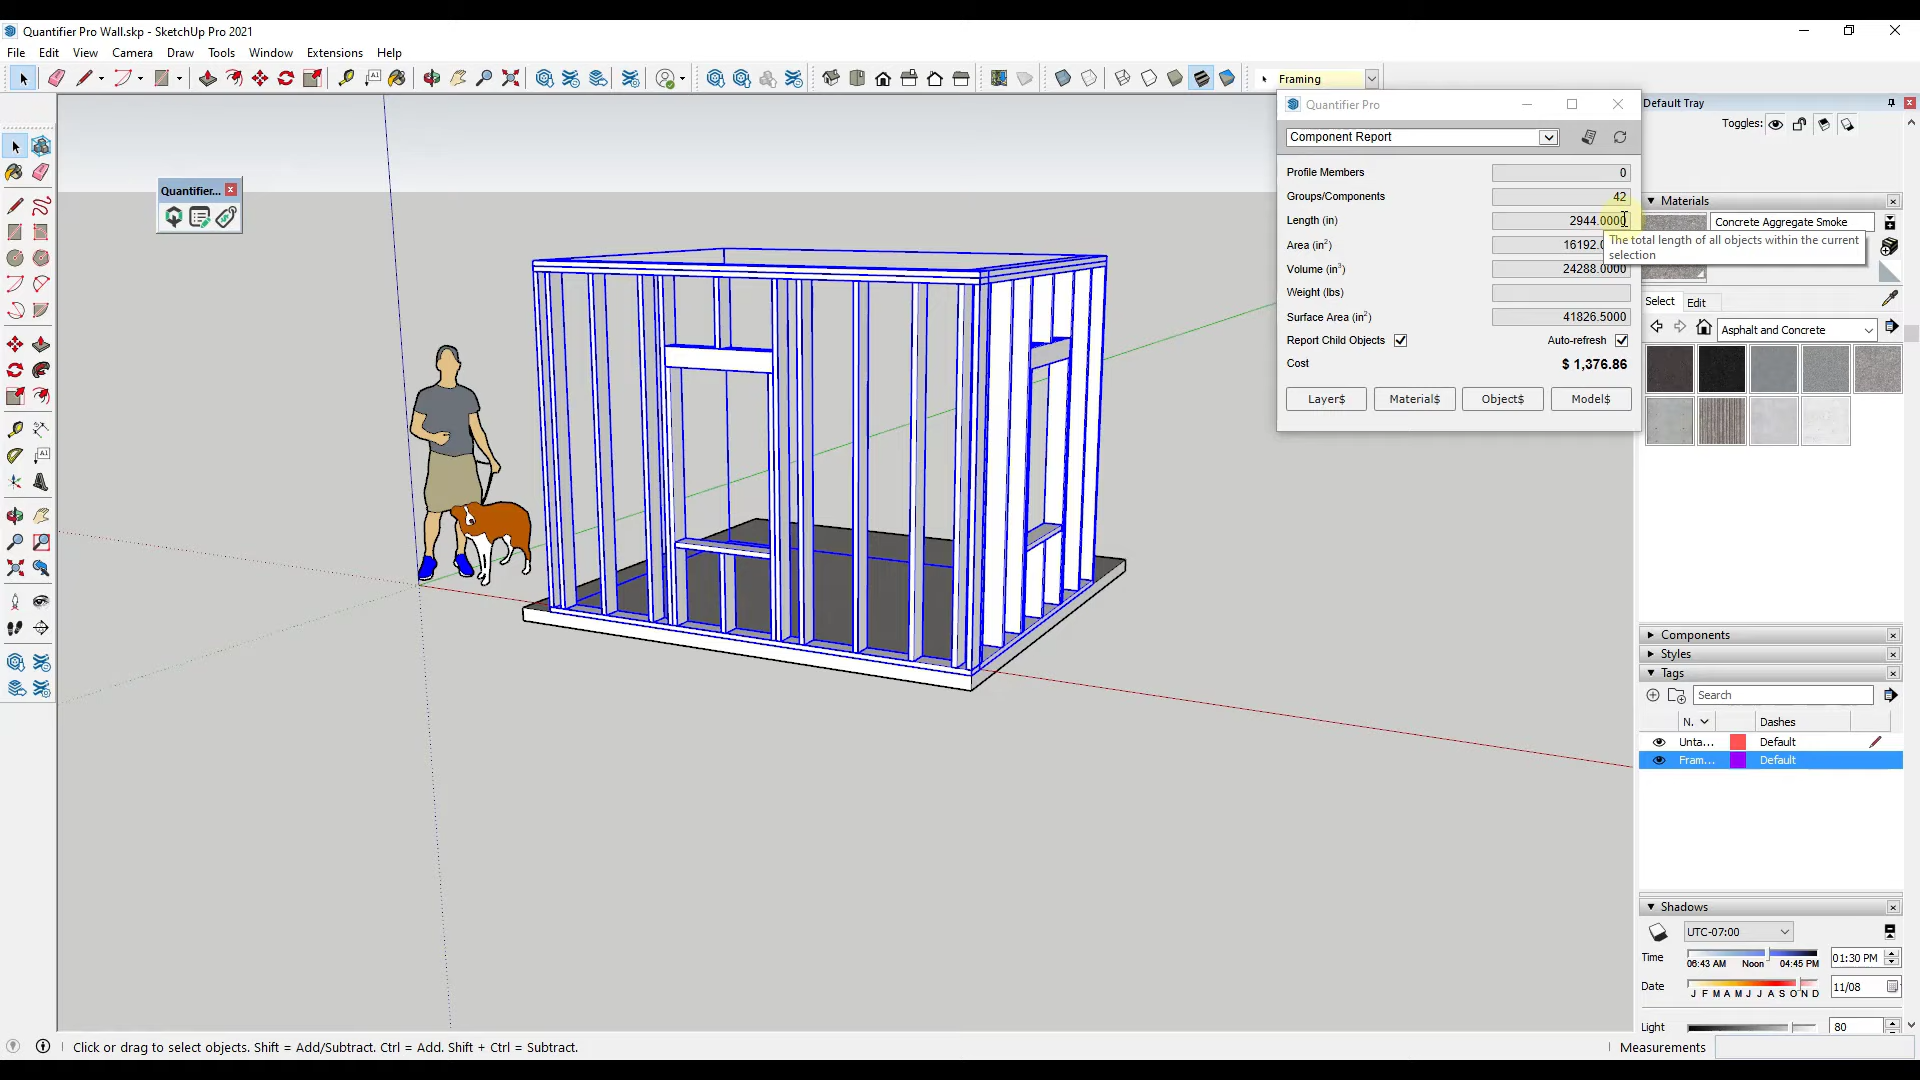 Quantifier Pro Wall.skp - SketchUp Pro 2021
File Edit View Camera Draw Tools Window Extensions Help
Framing
Quantifier Pro
Component Report
Profile Members 0
Groups/Components 42
Length (in) 2944.0000
Area (in²) 16192.0
Volume (in³) 24288.0000
Weight (lbs)
Surface Area (in²) 41826.5000
Report Child Objects Auto-refresh
Cost $ 1,376.86
Layer$ Material$ Object$ Model$
The total length of all objects within the current
selection
Quantifier...
Default Tray
Toggles:
Materials
Concrete Aggregate Smoke
Select Edit
Asphalt and Concrete
Components
Styles
Tags
Search
N. Dashes
Unta... Default
Fram... Default
Shadows
UTC-07:00
Time 06:43 AM Noon 04:45 PM 01:30 PM
Date J F M A M J J A S O N D 11/08
Light 80
Click or drag to select objects. Shift = Add/Subtract. Ctrl = Add. Shift + Ctrl = Subtract.
Measurements